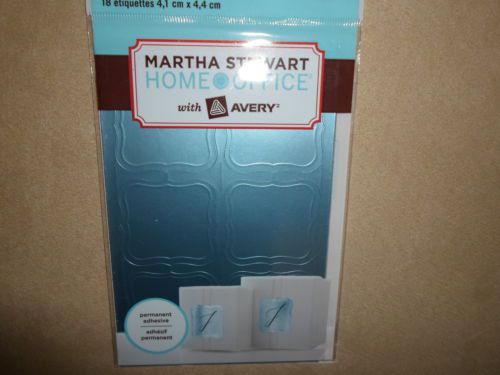 18 étiquettes 4,1 cm x 4,4 cm
MARTHA STEWART
HOME OFFICE
with AVERY
permanent
adhesive
adhésif
permanent